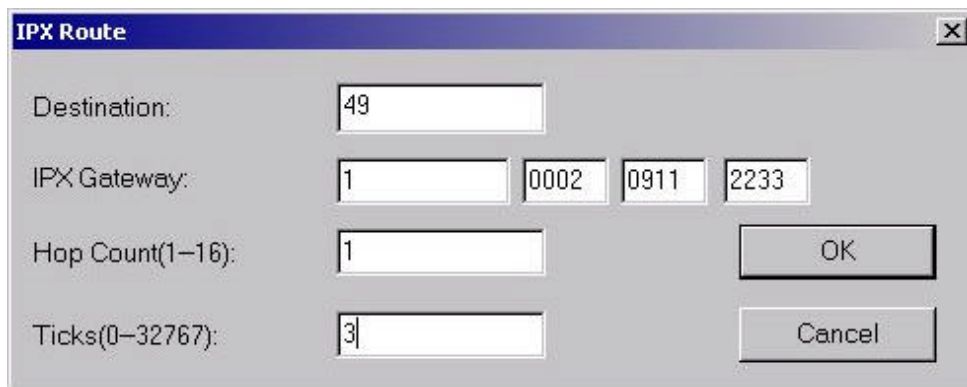 IPX Route
Destination: 49
IPX Gateway: 1 0002 0911 2233
Hop Count(1–16): 1
OK
Ticks(0–32767): 3
Cancel